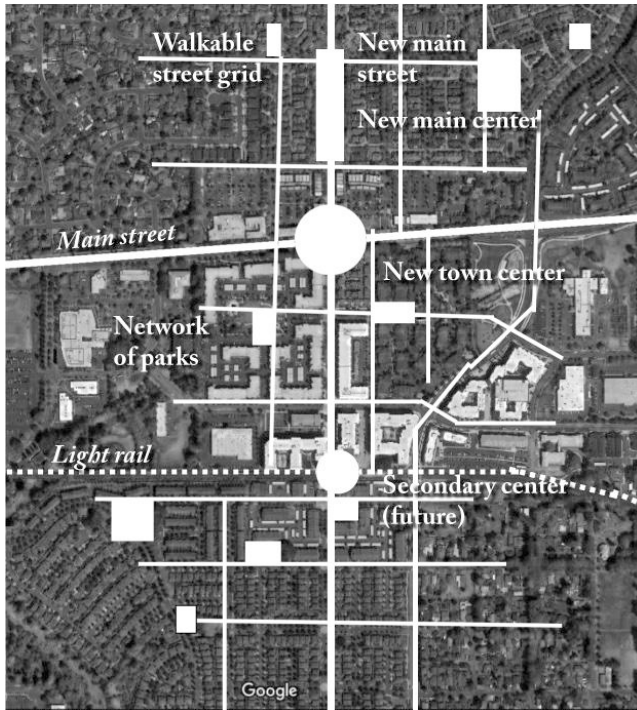 Walkable
street grid
New main
street
New main center
Main street
New town center
Network
of parks
Light rail
Secondary center
(future)
Google